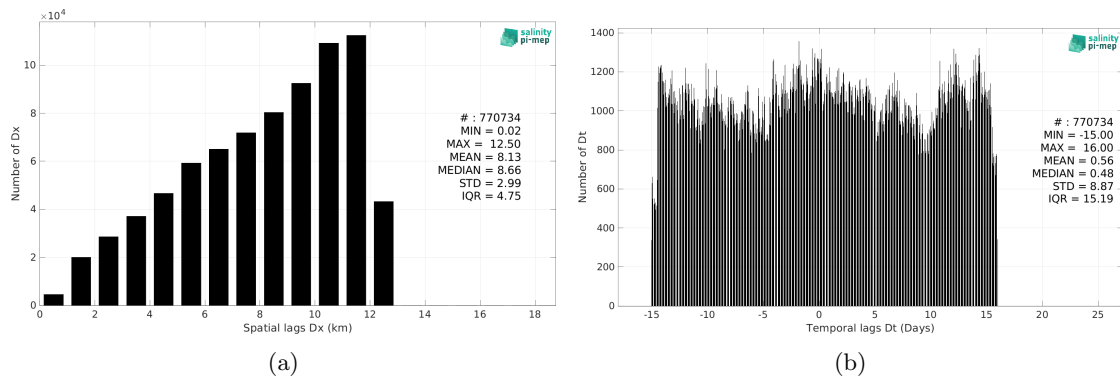 ×10⁴
10
8
6
4
2
0
Number of Dx
0 2 4 6 8 10 12 14 16 18
Spatial lags Dx (km)
salinity
pi-mep
# : 770734
MIN = 0.02
MAX = 12.50
MEAN = 8.13
MEDIAN = 8.66
STD = 2.99
IQR = 4.75
(a)
1400
1200
1000
800
600
400
200
0
Number of Dt
-15 -10 -5 0 5 10 15 20 25
Temporal lags Dt (Days)
salinity
pi-mep
# : 770734
MIN = -15.00
MAX = 16.00
MEAN = 0.56
MEDIAN = 0.48
STD = 8.87
IQR = 15.19
(b)